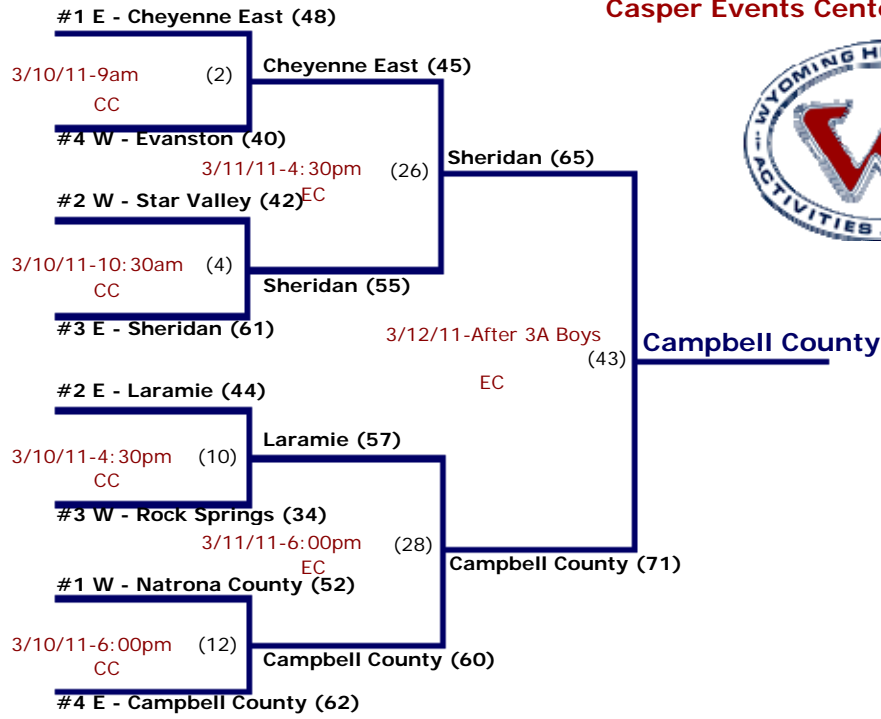 Casper Events Cent
WYOMING H
ACTIVITIES
#1 E - Cheyenne East (48)
3/10/11-9am (2)
CC
Cheyenne East (45)
#4 W - Evanston (40)
3/11/11-4:30pm (26)
EC
Sheridan (65)
#2 W - Star Valley (42)
3/10/11-10:30am (4)
CC
Sheridan (55)
#3 E - Sheridan (61)
3/12/11-After 3A Boys
(43)
EC
Campbell County
#2 E - Laramie (44)
3/10/11-4:30pm (10)
CC
Laramie (57)
#3 W - Rock Springs (34)
3/11/11-6:00pm (28)
EC
Campbell County (71)
#1 W - Natrona County (52)
3/10/11-6:00pm (12)
CC
Campbell County (60)
#4 E - Campbell County (62)